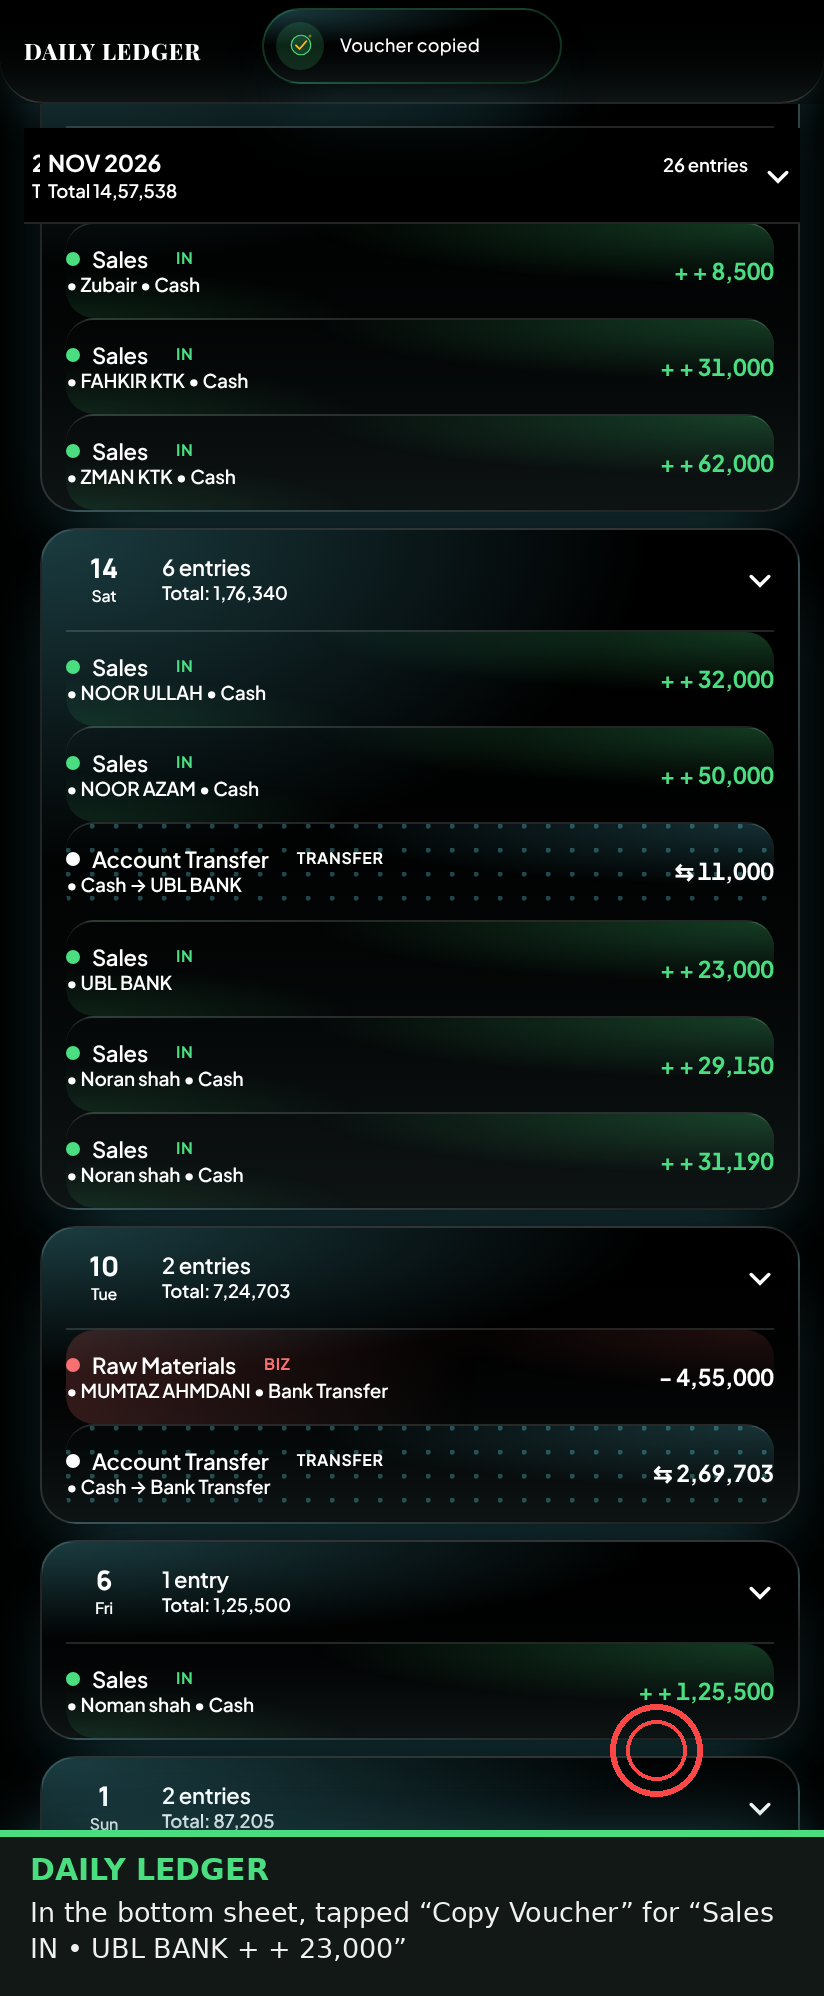 DAILY LEDGER
Voucher copied
2 NOV 2026
26 entries
T Total 14,57,538
Sales IN
• Zubair • Cash
+ + 8,500
Sales IN
• FAHKIR KTK • Cash
+ + 31,000
Sales IN
• ZMAN KTK • Cash
+ + 62,000
14
Sat
6 entries
Total: 1,76,340
Sales IN
• NOOR ULLAH • Cash
+ + 32,000
Sales IN
• NOOR AZAM • Cash
+ + 50,000
Account Transfer TRANSFER
• Cash → UBL BANK
⇆ 11,000
Sales IN
• UBL BANK
+ + 23,000
Sales IN
• Noran shah • Cash
+ + 29,150
Sales IN
• Noran shah • Cash
+ + 31,190
10
Tue
2 entries
Total: 7,24,703
Raw Materials BIZ
• MUMTAZ AHMDANI • Bank Transfer
− 4,55,000
Account Transfer TRANSFER
• Cash → Bank Transfer
⇆ 2,69,703
6
Fri
1 entry
Total: 1,25,500
Sales IN
• Noman shah • Cash
+ + 1,25,500
1
Sun
2 entries
Total: 87,205
DAILY LEDGER
In the bottom sheet, tapped “Copy Voucher” for “Sales
IN • UBL BANK + + 23,000”